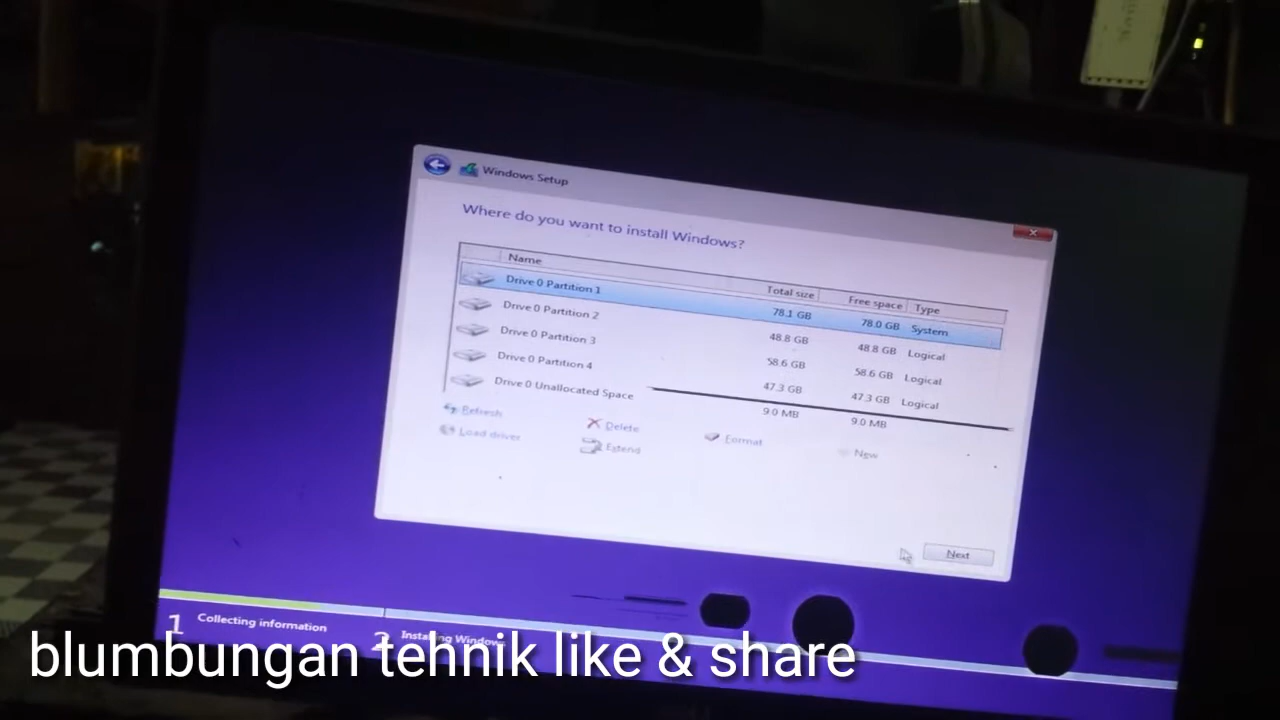 Windows Setup
Where do you want to install Windows?
Name Total size Free space Type
Drive 0 Partition 1 78.1 GB 78.0 GB System
Drive 0 Partition 2 48.8 GB 48.8 GB Logical
Drive 0 Partition 3 58.6 GB 58.6 GB Logical
Drive 0 Partition 4 47.3 GB 47.3 GB Logical
Drive 0 Unallocated Space 9.0 MB 9.0 MB
Refresh Delete Format New
Load driver Extend
Next
1 Collecting information 2 Installing Windows
blumbungan tehnik like & share